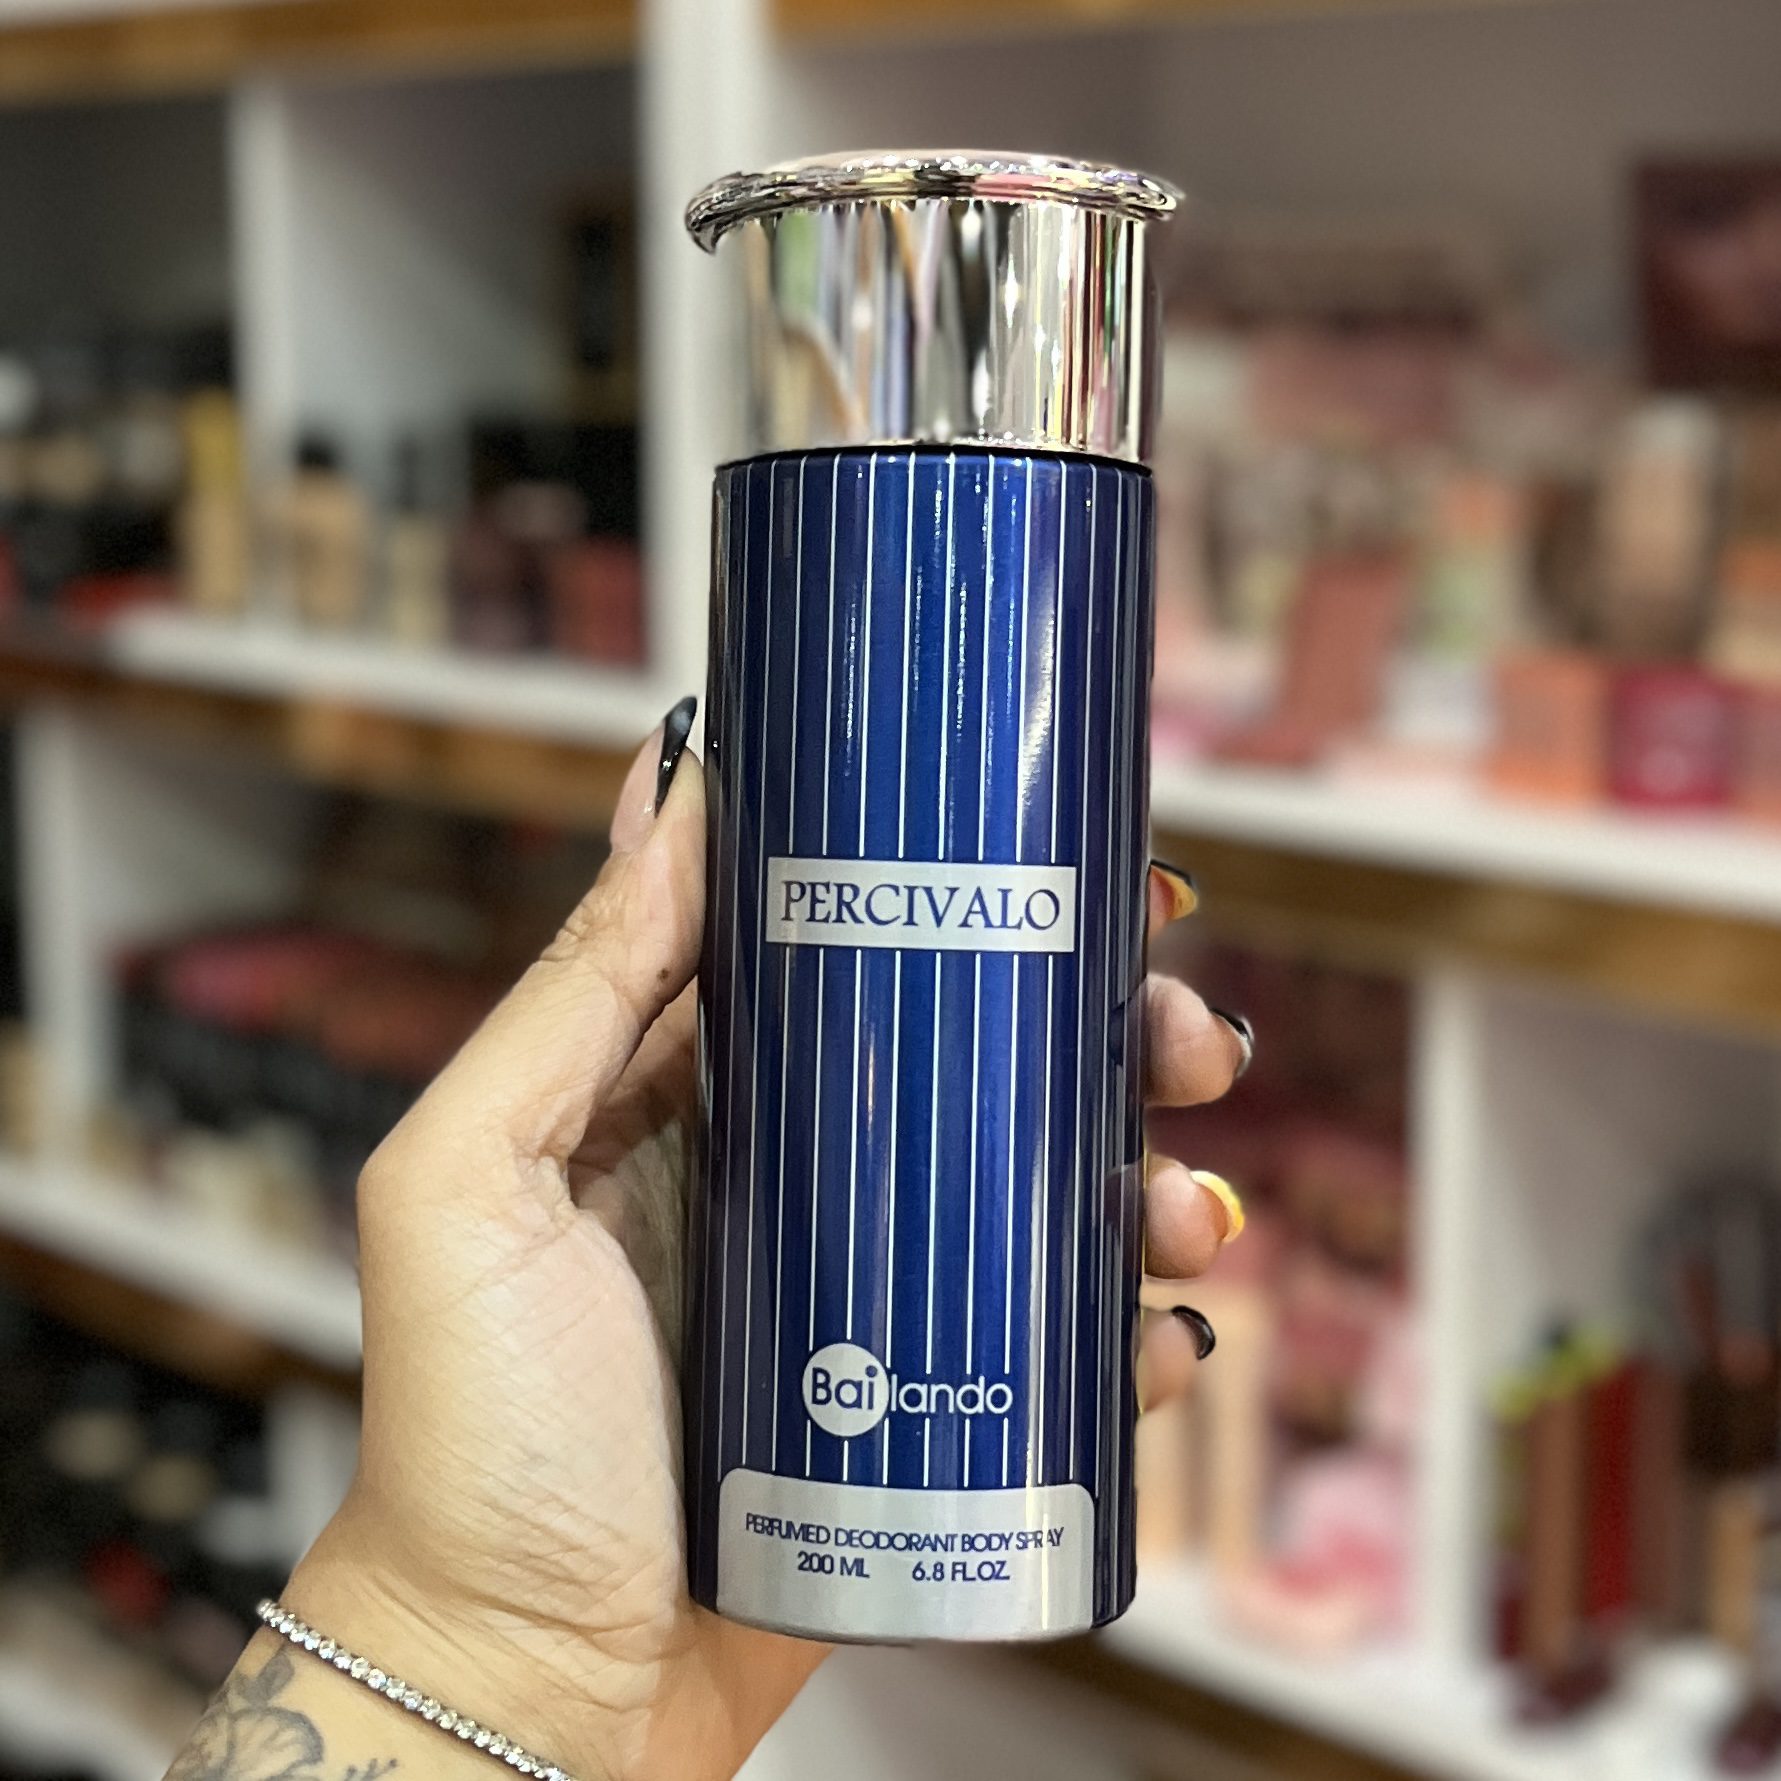 PERCIVALO
Bailando
PERFUMED DEODORANT BODY SPRAY
200 ML 6.8 FL.OZ